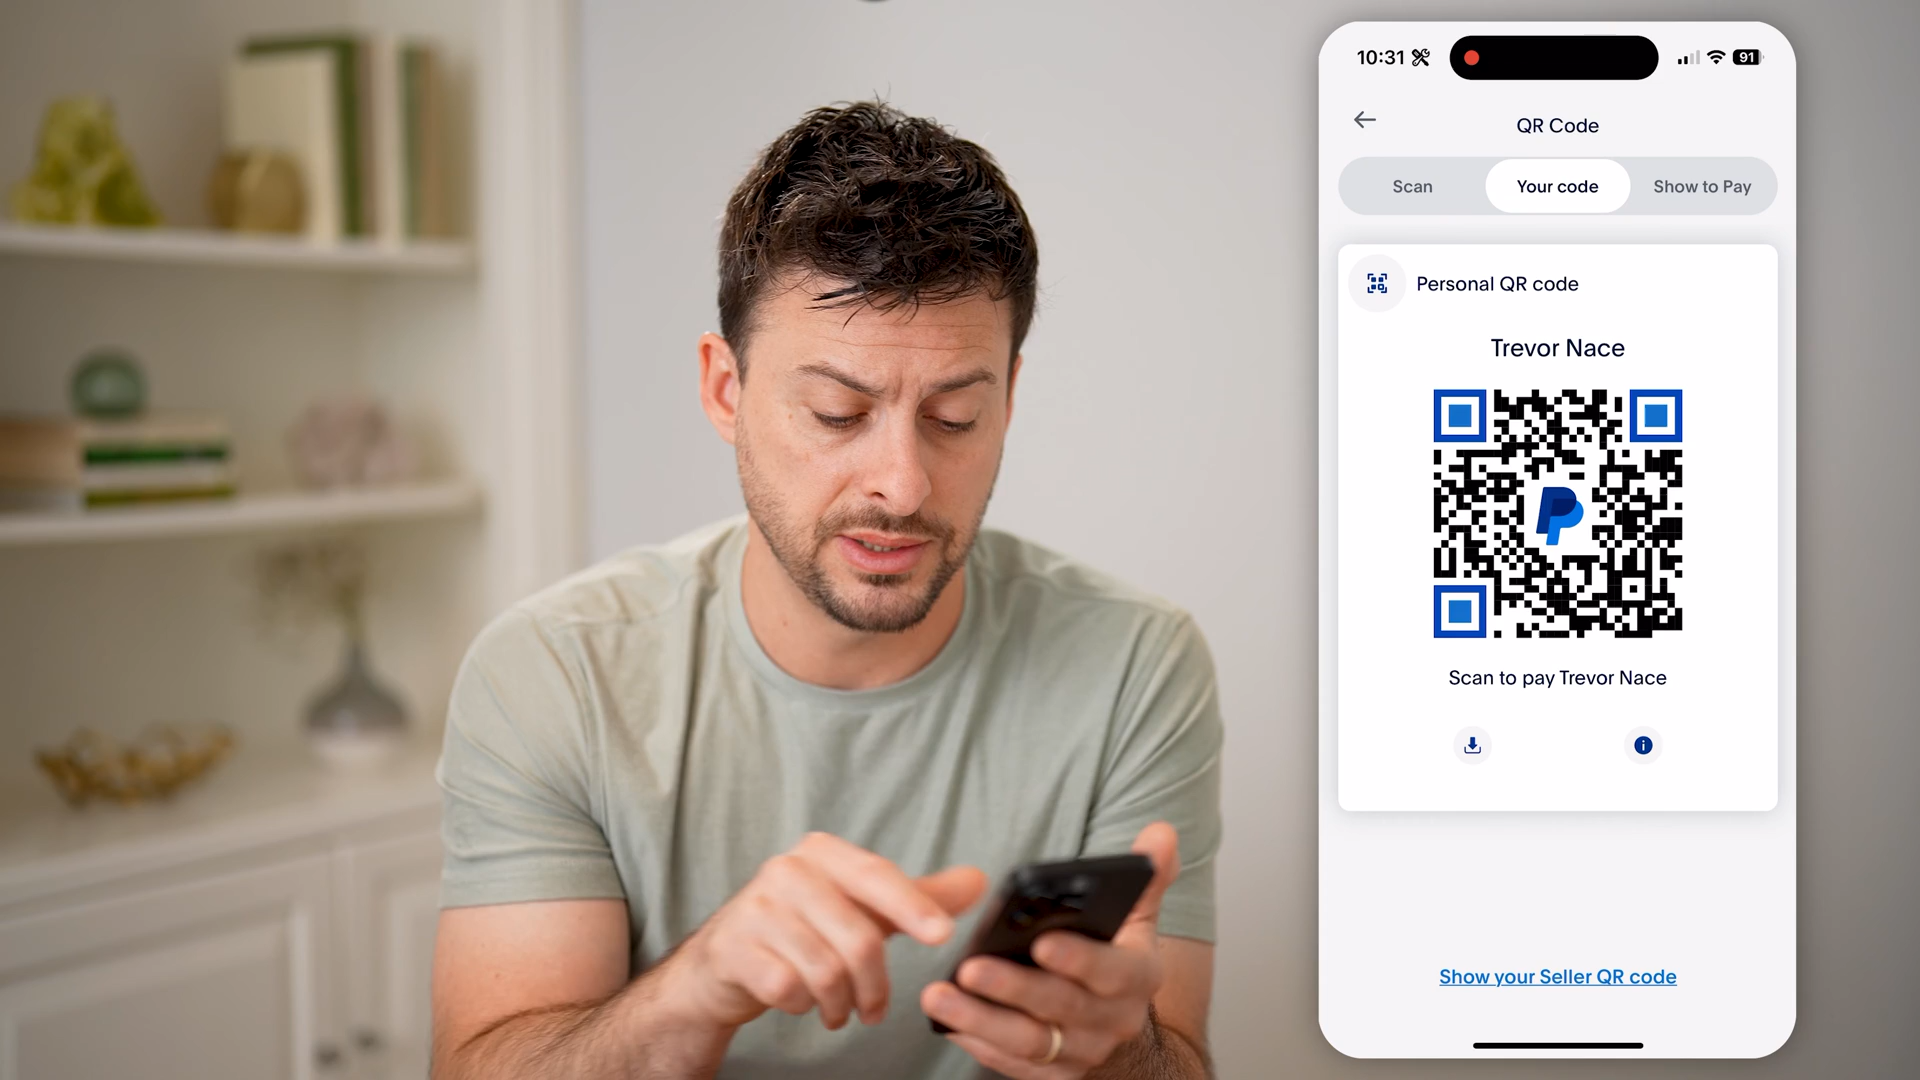 10:31
91
QR Code
Scan
Your code
Show to Pay
Personal QR code
Trevor Nace
Scan to pay Trevor Nace
Show your Seller QR code